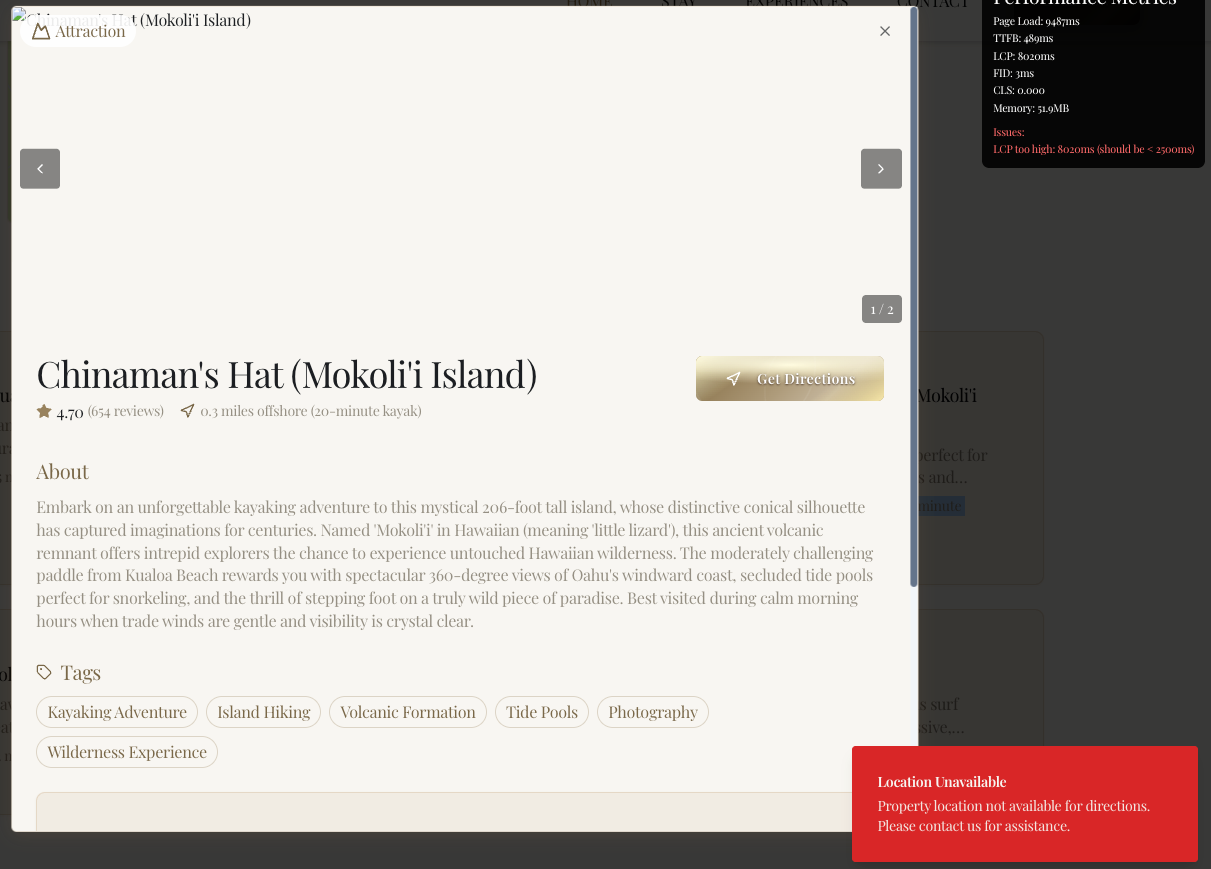 HOME STAY EXPERIENCES CONTACT
Performance Metrics
Page Load: 9487ms
TTFB: 489ms
LCP: 8020ms
FID: 3ms
CLS: 0.000
Memory: 51.9MB
Issues:
LCP too high: 8020ms (should be < 2500ms)
Chinaman's Hat (Mokoli'i Island)
Attraction
1 / 2
Chinaman's Hat (Mokoli'i Island)
Get Directions
4.70 (654 reviews) 0.3 miles offshore (20-minute kayak)
About
Embark on an unforgettable kayaking adventure to this mystical 206-foot tall island, whose distinctive conical silhouette
has captured imaginations for centuries. Named 'Mokoli'i' in Hawaiian (meaning 'little lizard'), this ancient volcanic
remnant offers intrepid explorers the chance to experience untouched Hawaiian wilderness. The moderately challenging
paddle from Kualoa Beach rewards you with spectacular 360-degree views of Oahu's windward coast, secluded tide pools
perfect for snorkeling, and the thrill of stepping foot on a truly wild piece of paradise. Best visited during calm morning
hours when trade winds are gentle and visibility is crystal clear.
Tags
Kayaking Adventure Island Hiking Volcanic Formation Tide Pools Photography
Wilderness Experience
Mokoli'i
perfect for
s and...
minute
s surf
Location Unavailable
Property location not available for directions.
Please contact us for assistance.